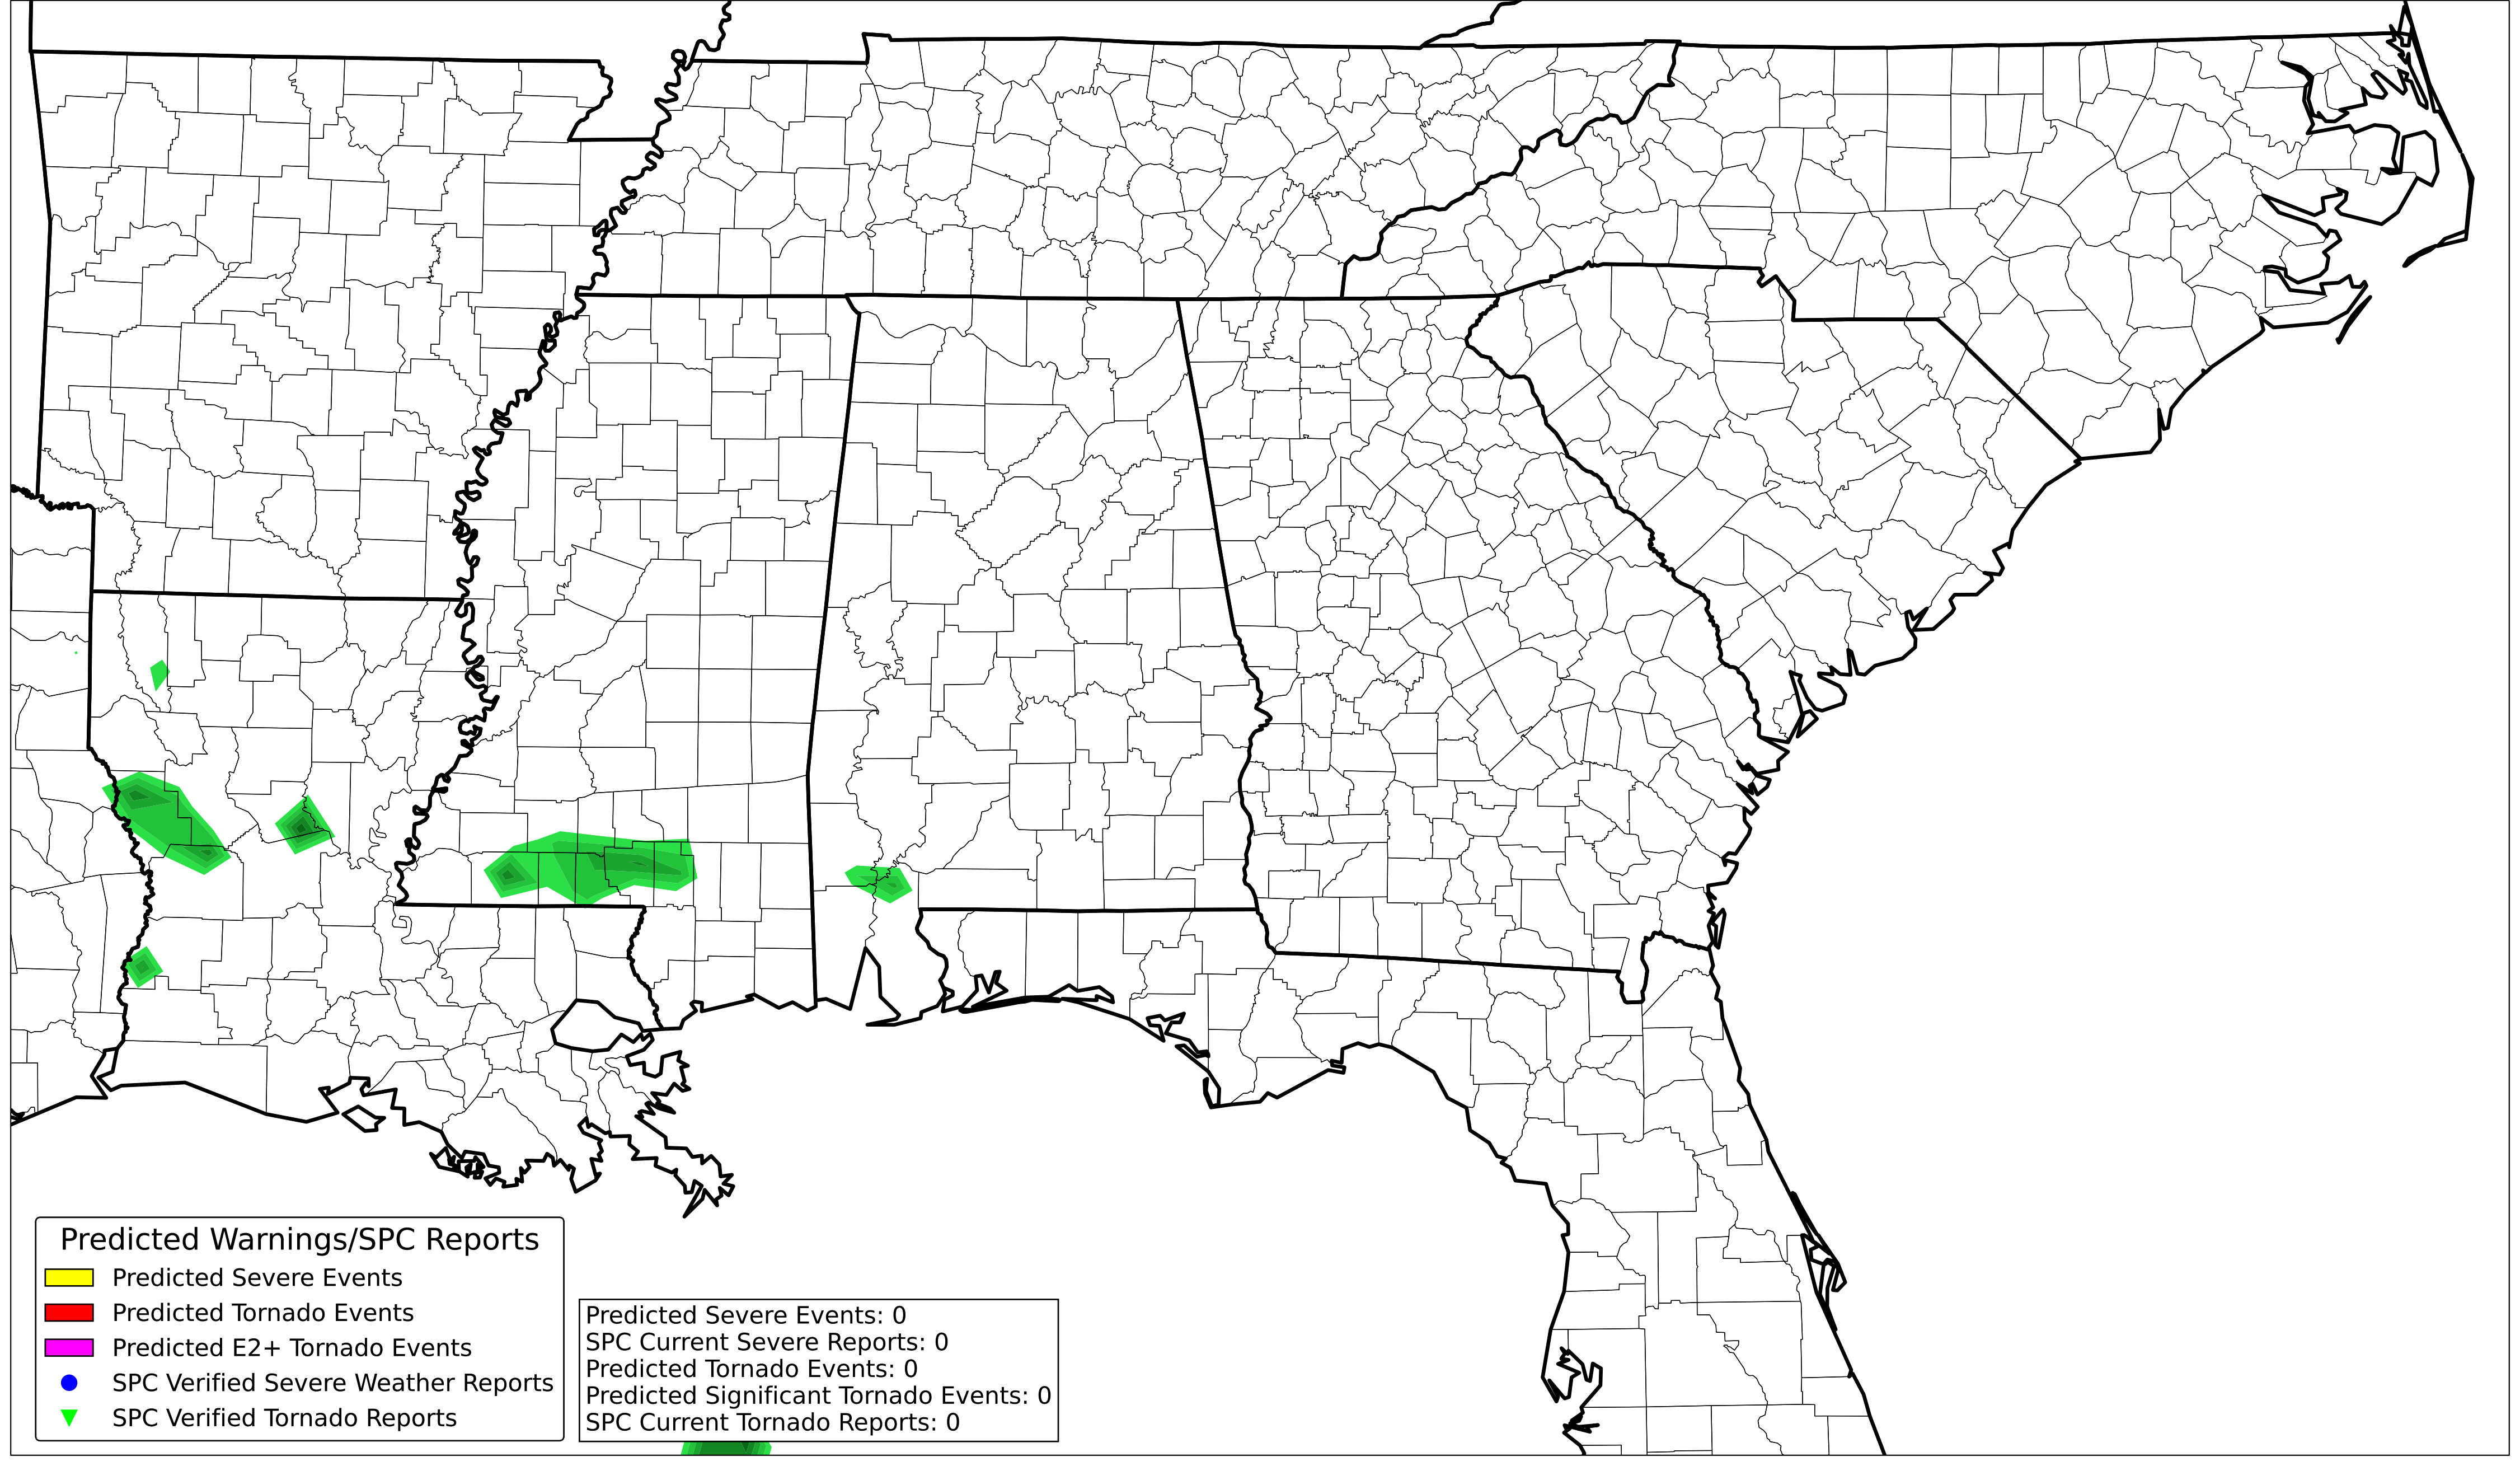 Predicted Warnings/SPC Reports
Predicted Severe Events
Predicted Tornado Events
Predicted E2+ Tornado Events
SPC Verified Severe Weather Reports
SPC Verified Tornado Reports
Predicted Severe Events: 0
SPC Current Severe Reports: 0
Predicted Tornado Events: 0
Predicted Significant Tornado Events: 0
SPC Current Tornado Reports: 0